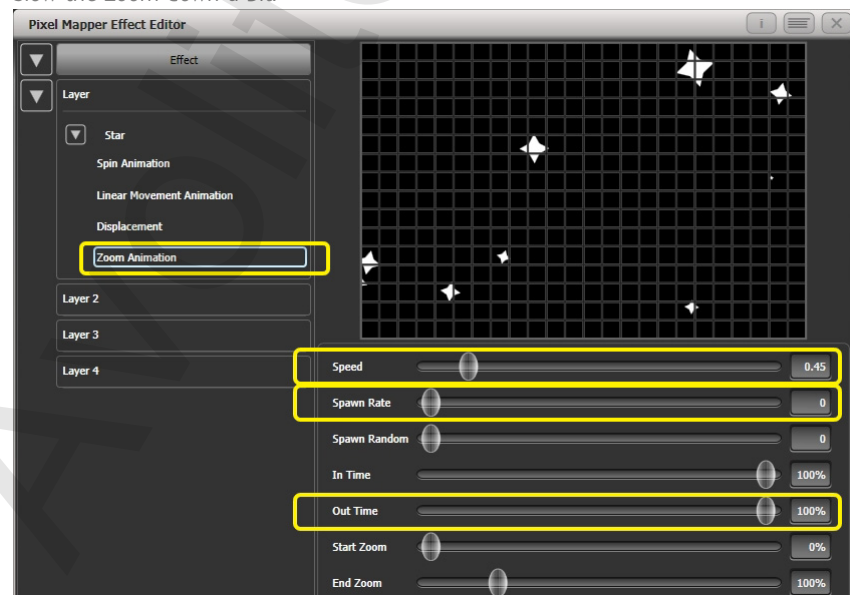 Pixel Mapper Effect Editor
i
Effect
Layer
Star
Spin Animation
Linear Movement Animation
Displacement
Zoom Animation
Layer 2
Layer 3
Layer 4
Speed 0.45
Spawn Rate 0
Spawn Random 0
In Time 100%
Out Time 100%
Start Zoom 0%
End Zoom 100%